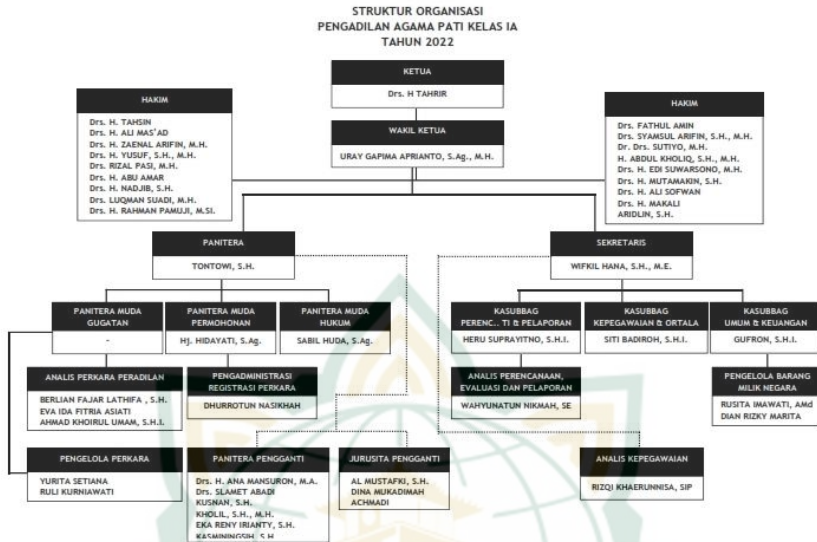 STRUKTUR ORGANISASI
PENGADILAN AGAMA PATI KELAS IA
TAHUN 2022
KETUA
Drs. H TAHRIR
WAKIL KETUA
URAY GAPIMA APRIANTO, S.Ag., M.H.
HAKIM
Drs. H. TAHSIN
Drs. H. ALI MAS'AD
Drs. H. ZAENAL ARIFIN, M.H.
Drs. H. YUSUF, S.H., M.H.
Drs. RIZAL PASI, M.H.
Drs. H. ABU AMAR
Drs. H. NADJIB, S.H.
Drs. LUQMAN SUADI, M.H.
Drs. H. RAHMAN PAMUJI, M.SI.
HAKIM
Drs. FATHUL AMIN
Drs. SYAMSUL ARIFIN, S.H., M.H.
Dr. Drs. SUTIYO, M.H.
H. ABDUL KHOLIQ, S.H., M.H.
Drs. H. EDI SUWARSONO, M.H.
Drs. H. MUTAMAKIN, S.H.
Drs. H. ALI SOFWAN
Drs. H. MAKALI
ARIDLIN, S.H.
PANITERA
TONTOWI, S.H.
SEKRETARIS
WIFKIL HANA, S.H., M.E.
PANITERA MUDA
GUGATAN
-
PANITERA MUDA
PERMOHONAN
Hj. HIDAYATI, S.Ag.
PANITERA MUDA
HUKUM
SABIL HUDA, S.Ag.
KASUBBAG
PERENC.. TI & PELAPORAN
HERU SUPRAYITNO, S.H.I.
KASUBBAG
KEPEGAWAIAN & ORTALA
SITI BADIROH, S.H.I.
KASUBBAG
UMUM & KEUANGAN
GUFRON, S.H.I.
ANALIS PERKARA PERADILAN
BERLIAN FAJAR LATHIFA , S.H.
EVA IDA FITRIA ASIATI
AHMAD KHOIRUL UMAM, S.H.I.
PENGADMINISTRASI
REGISTRASI PERKARA
DHURROTUN NASIKHAH
ANALIS PERENCANAAN,
EVALUASI DAN PELAPORAN
WAHYUNATUN NIKMAH, SE
PENGELOLA BARANG
MILIK NEGARA
RUSITA IMAWATI, AMd
DIAN RIZKY MARITA
PENGELOLA PERKARA
YURITA SETIANA
RULI KURNIAWATI
PANITERA PENGGANTI
Drs. H. ANA MANSURON, M.A.
Drs. SLAMET ABADI
KUSNAN, S.H.
KHOLIL, S.H., M.H.
EKA RENY IRIANTY, S.H.
KASMININGSIH, S.H
JURUSITA PENGGANTI
AL MUSTAFKI, S.H.
DINA MUKADIMAH
ACHMADI
ANALIS KEPEGAWAIAN
RIZQI KHAERUNNISA, SIP